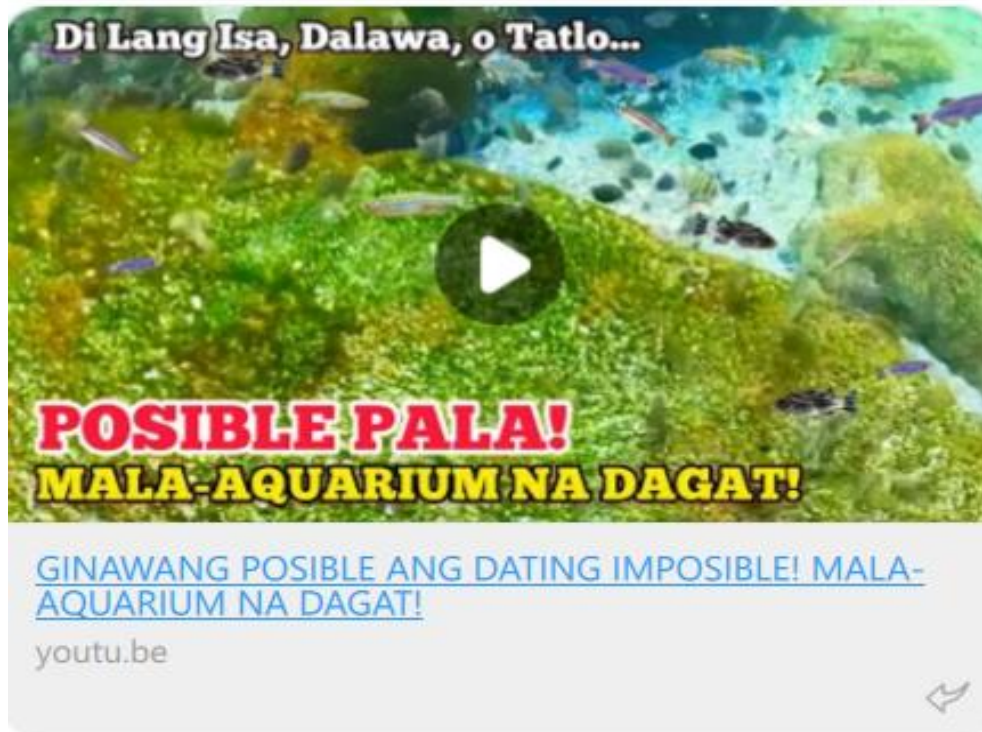 Di Lang Isa, Dalawa, o Tatlo...
POSIBLE PALA!
MALA-AQUARIUM NA DAGAT!
GINAWANG POSIBLE ANG DATING IMPOSIBLE! MALA-
AQUARIUM NA DAGAT!
youtu.be